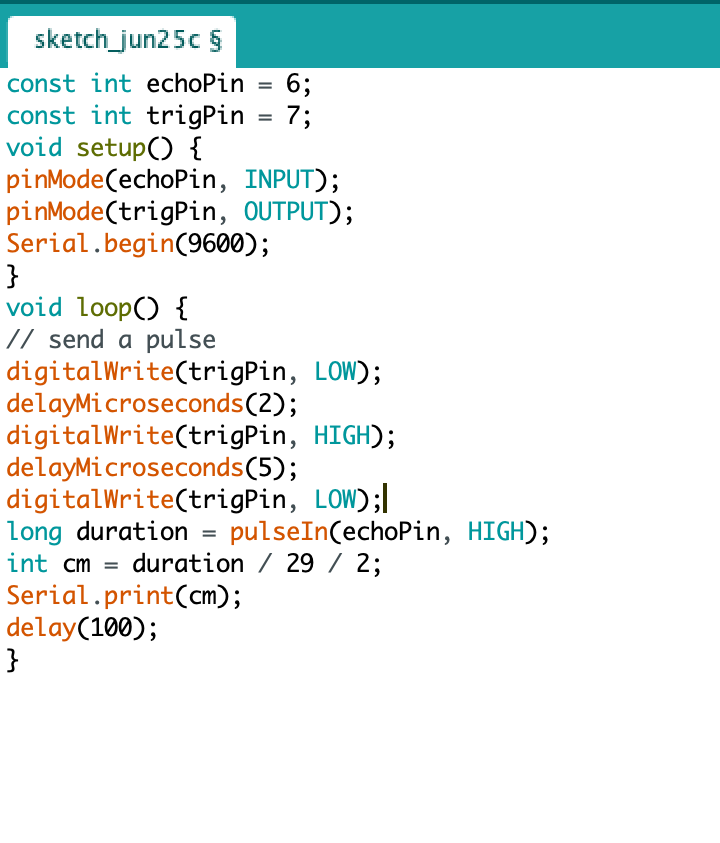 sketch_jun25c §
const int echoPin = 6;
const int trigPin = 7;
void setup() {
pinMode(echoPin, INPUT);
pinMode(trigPin, OUTPUT);
Serial.begin(9600);
}
void loop() {
// send a pulse
digitalWrite(trigPin, LOW);
delayMicroseconds(2);
digitalWrite(trigPin, HIGH);
delayMicroseconds(5);
digitalWrite(trigPin, LOW);
long duration = pulseIn(echoPin, HIGH);
int cm = duration / 29 / 2;
Serial.print(cm);
delay(100);
}